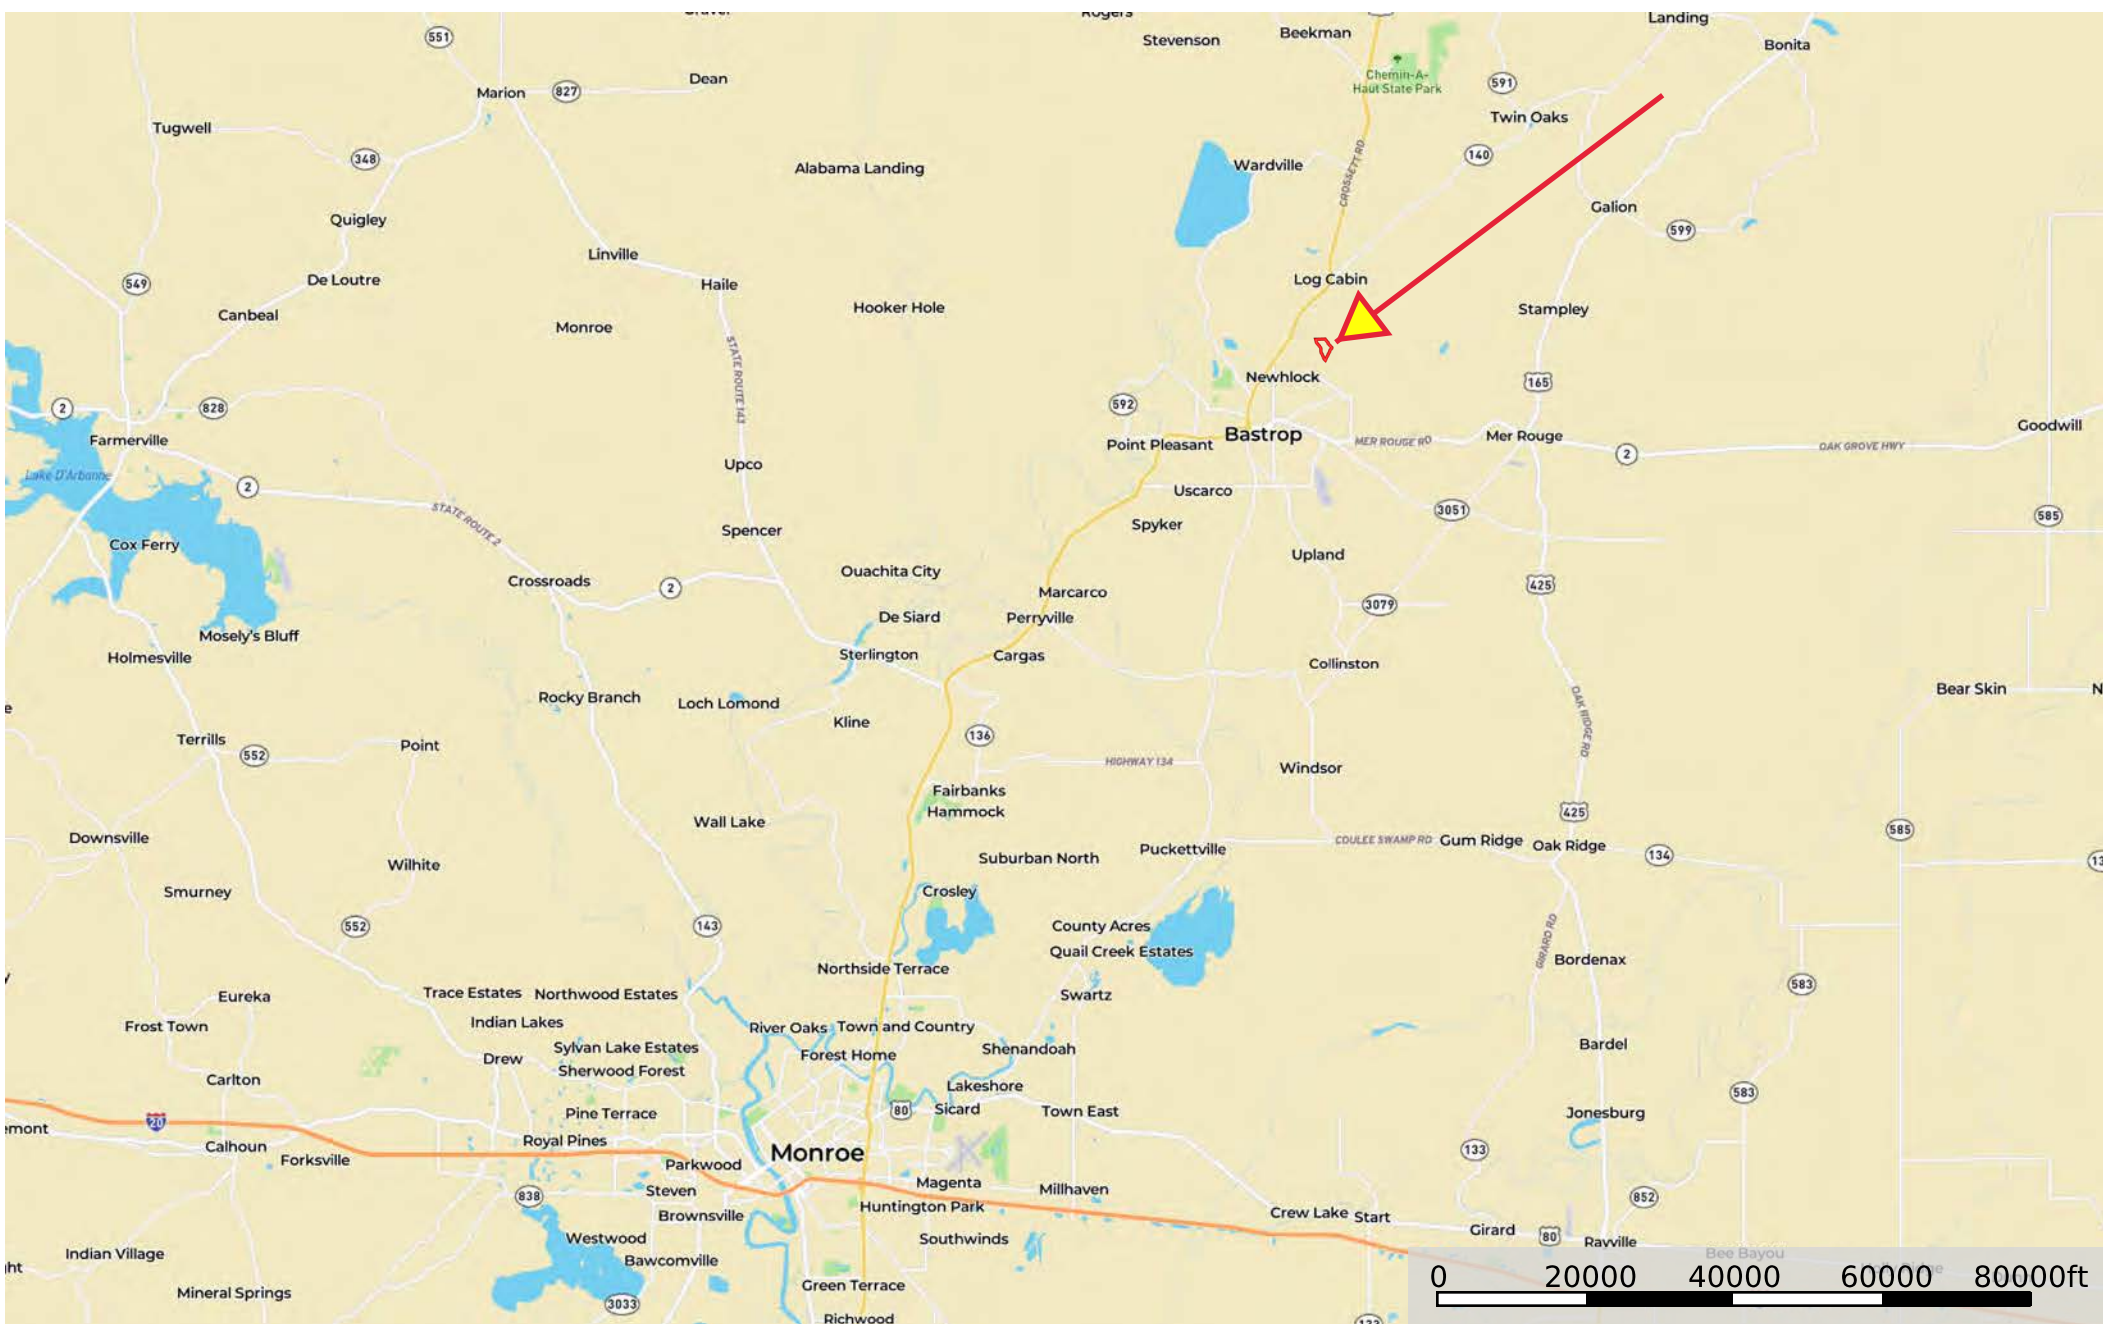 Rogers
Landing
551
Stevenson
Beekman
Bonita
Marion
827
Dean
Chemin-A-
Haut State Park
591
Twin Oaks
Tugwell
348
Alabama Landing
Wardville
CROSSETT RD
140
Quigley
Galion
599
Linville
549
De Loutre
Haile
Log Cabin
Canbeal
Hooker Hole
Stampley
Monroe
STATE ROUTE 143
Newhlock
165
2
828
592
Farmerville
Point Pleasant
Bastrop
MER ROUGE RD
Mer Rouge
2
OAK GROVE HWY
Goodwill
Lake D'Arbonne
2
Upco
Uscarco
3051
585
STATE ROUTE 2
Spencer
Spyker
Cox Ferry
Upland
Crossroads
2
Ouachita City
Marcarco
425
De Siard
Perryville
3079
Mosely's Bluff
Holmesville
Sterlington
Cargas
Collinston
Rocky Branch
Loch Lomond
Bear Skin
N
e
Kline
OAK RIDGE RD
Terrills
552
Point
136
HIGHWAY 134
Windsor
Fairbanks
Hammock
425
Wall Lake
Downsville
585
Wilhite
Suburban North
Puckettville
COULEE SWAMP RD
Gum Ridge
Oak Ridge
134
13
Smurney
Crosley
552
143
County Acres
GIRARD RD
Quail Creek Estates
Bordenax
Northside Terrace
583
y
Eureka
Trace Estates
Northwood Estates
Swartz
Frost Town
Indian Lakes
River Oaks
Town and Country
Drew
Sylvan Lake Estates
Forest Home
Shenandoah
Bardel
Sherwood Forest
Carlton
Lakeshore
583
20
Pine Terrace
80
Sicard
Town East
Jonesburg
emont
Calhoun
Royal Pines
Monroe
133
Forksville
Parkwood
838
Steven
Magenta
Millhaven
852
Brownsville
Huntington Park
Crew Lake
Start
Girard
80
Rayville
Indian Village
Westwood
Southwinds
Bee Bayou
ht
Bawcomville
Holly Ridge
Mineral Springs
Green Terrace
0 20000 40000 60000 80000ft
3033
Richwood
133